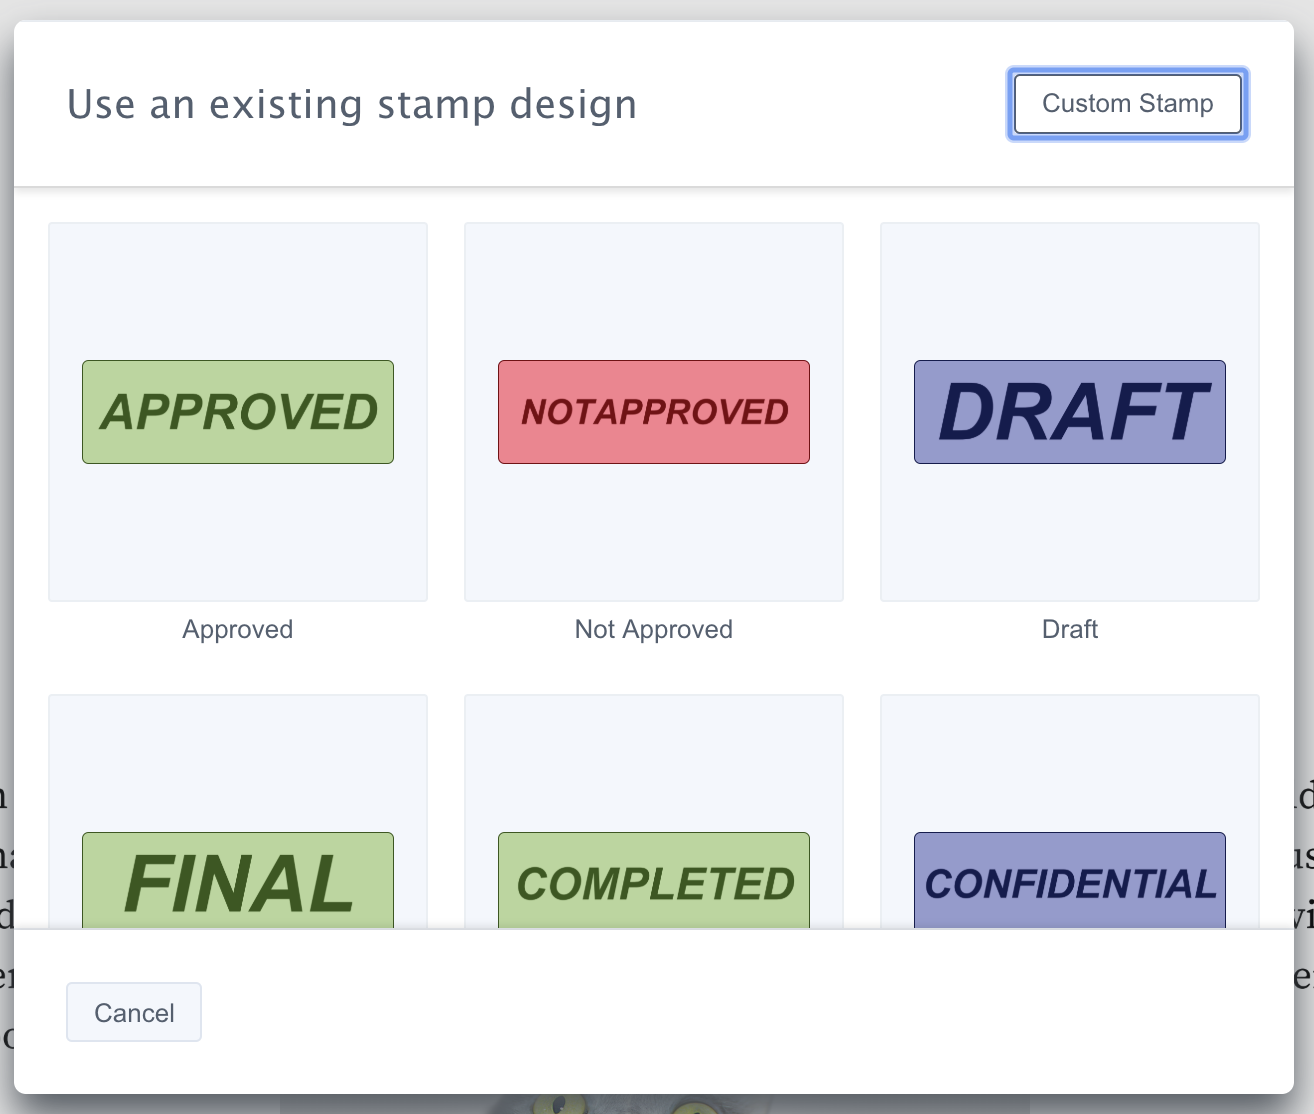 Use an existing stamp design
Custom Stamp
APPROVED
NOTAPPROVED
DRAFT
Approved
Not Approved
Draft
FINAL
COMPLETED
CONFIDENTIAL
Cancel